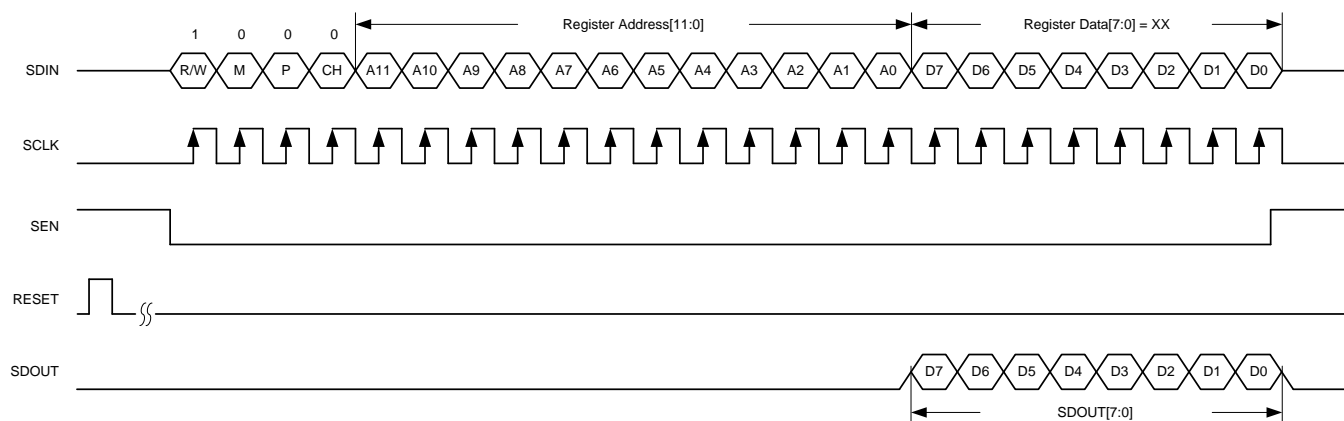 Register Address[11:0] Register Data[7:0] = XX
1 0 0 0
SDIN R/W M P CH A11 A10 A9 A8 A7 A6 A5 A4 A3 A2 A1 A0 D7 D6 D5 D4 D3 D2 D1 D0
SCLK
SEN
RESET
SDOUT D7 D6 D5 D4 D3 D2 D1 D0
SDOUT[7:0]